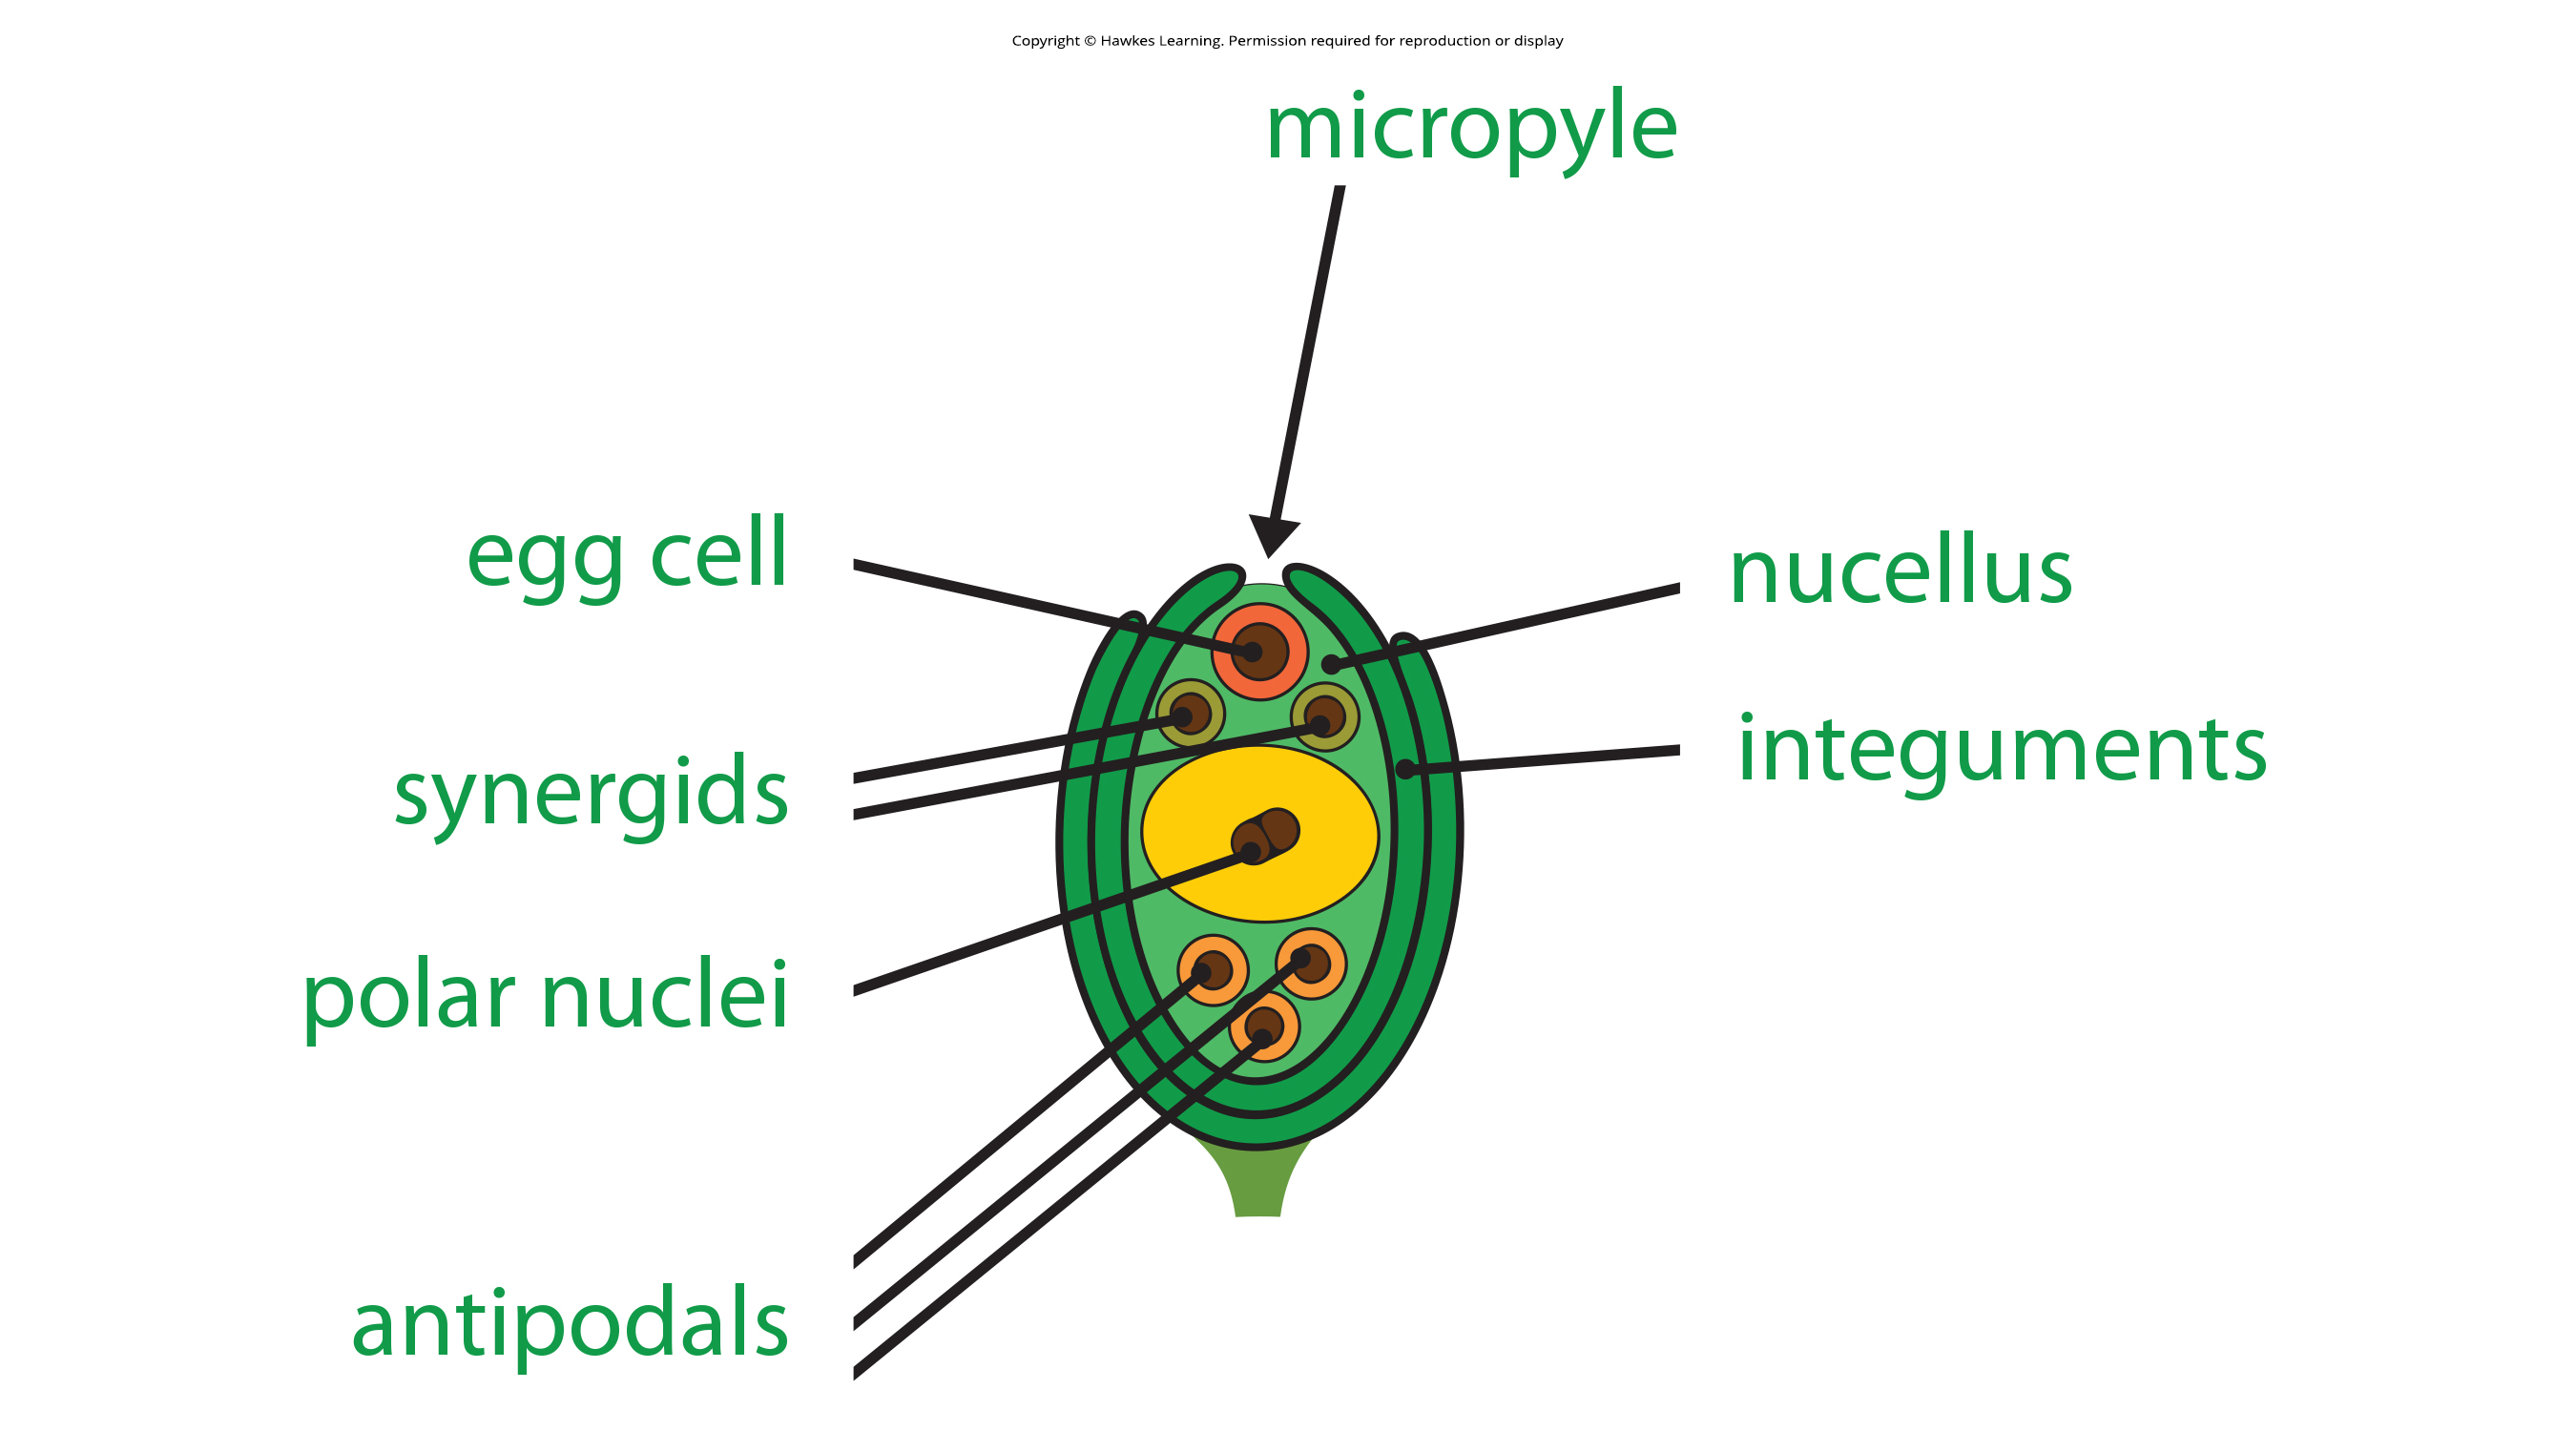 Copyright © Hawkes Learning. Permission required for reproduction or display
micropyle
egg cell
nucellus
integuments
synergids
polar nuclei
antipodals